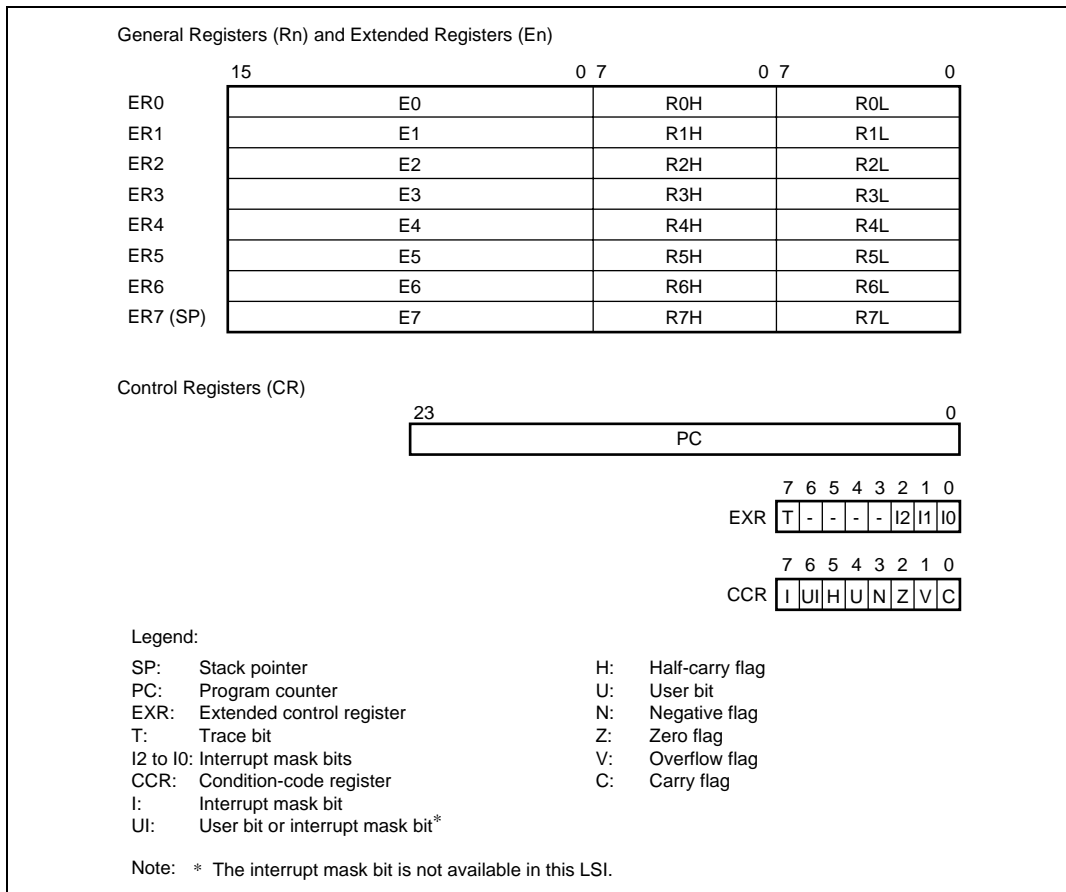 General Registers (Rn) and Extended Registers (En)
15 0 7 0 7 0
ER0 E0 R0H R0L
ER1 E1 R1H R1L
ER2 E2 R2H R2L
ER3 E3 R3H R3L
ER4 E4 R4H R4L
ER5 E5 R5H R5L
ER6 E6 R6H R6L
ER7 (SP) E7 R7H R7L
Control Registers (CR)
23 0
PC
7 6 5 4 3 2 1 0
EXR T - - - - I2 I1 I0
7 6 5 4 3 2 1 0
CCR I UI H U N Z V C
Legend:
SP: Stack pointer H: Half-carry flag
PC: Program counter U: User bit
EXR: Extended control register N: Negative flag
T: Trace bit Z: Zero flag
I2 to I0: Interrupt mask bits V: Overflow flag
CCR: Condition-code register C: Carry flag
I: Interrupt mask bit
UI: User bit or interrupt mask bit*
Note: * The interrupt mask bit is not available in this LSI.